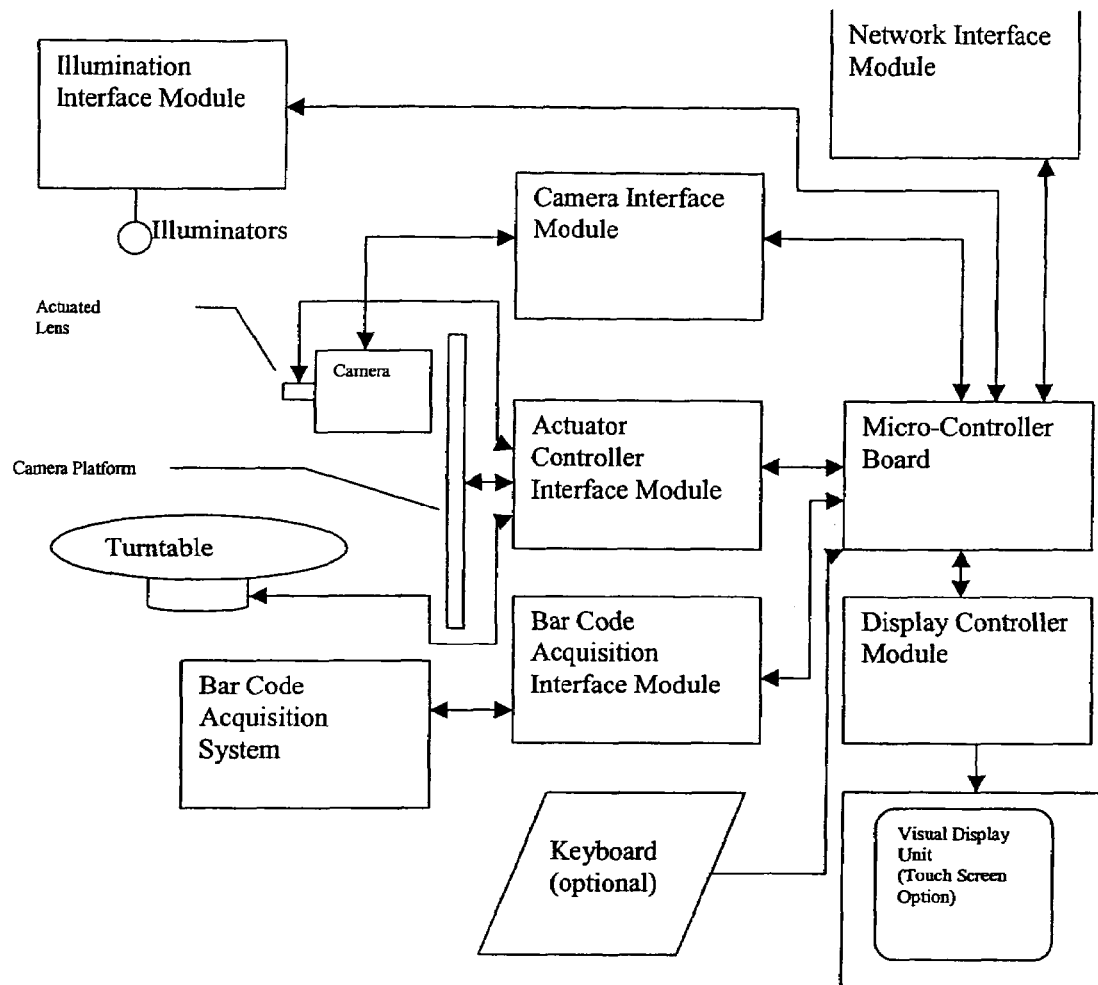 Illumination
Interface Module
Network Interface
Module
Illuminators
Camera Interface
Module
Actuated
Lens
Camera
Actuator
Controller
Interface Module
Micro-Controller
Board
Camera Platform
Turntable
Bar Code
Acquisition
Interface Module
Display Controller
Module
Bar Code
Acquisition
System
Keyboard
(optional)
Visual Display
Unit
(Touch Screen
Option)